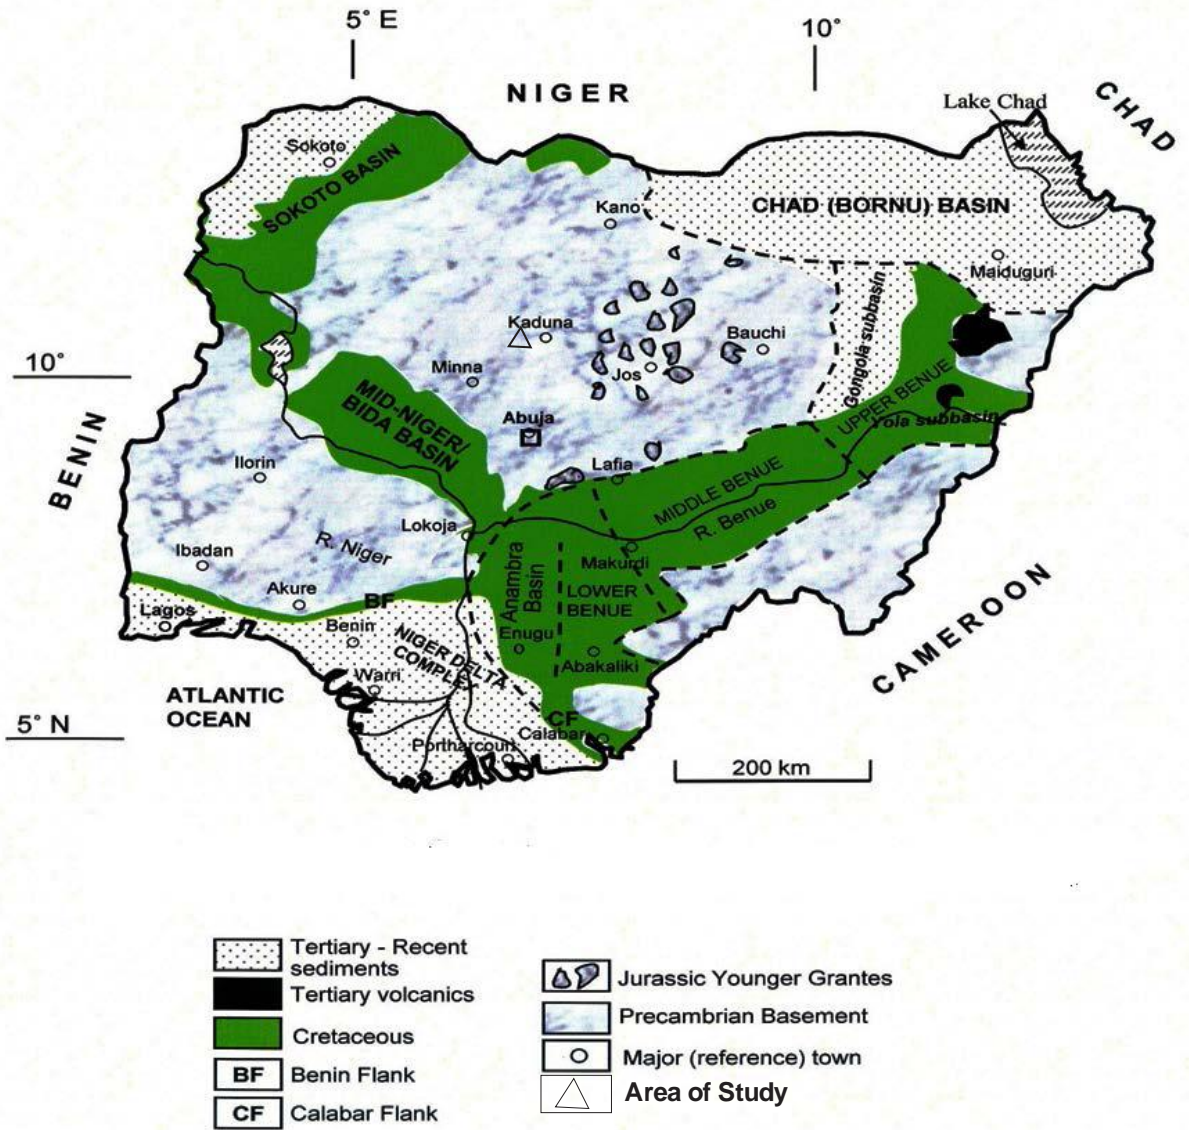 5° E
10°
NIGER
CHAD
Lake Chad
Sokoto
SOKOTO BASIN
Kano
CHAD (BORNU) BASIN
Maiduguri
Gongola subbasin
Kaduna
Bauchi
10°
Minna
Jos
UPPER BENUE
Yola subbasin
MID-NIGER/
BIDA BASIN
Abuja
BENIN
Ilorin
Lafia
MIDDLE BENUE
R. Benue
Lokoja
R. Niger
Ibadan
Makurdi
Anambra
Basin
Akure
BF
LOWER
BENUE
Lagos
Benin
NIGER DELTA
COMPLEX
Enugu
Abakaliki
CAMEROON
Warri
ATLANTIC
OCEAN
5° N
CF
Calabar
Portharcourt
200 km
Tertiary - Recent
sediments
Tertiary volcanics
Cretaceous
BF Benin Flank
CF Calabar Flank
Jurassic Younger Grantes
Precambrian Basement
Major (reference) town
Area of Study